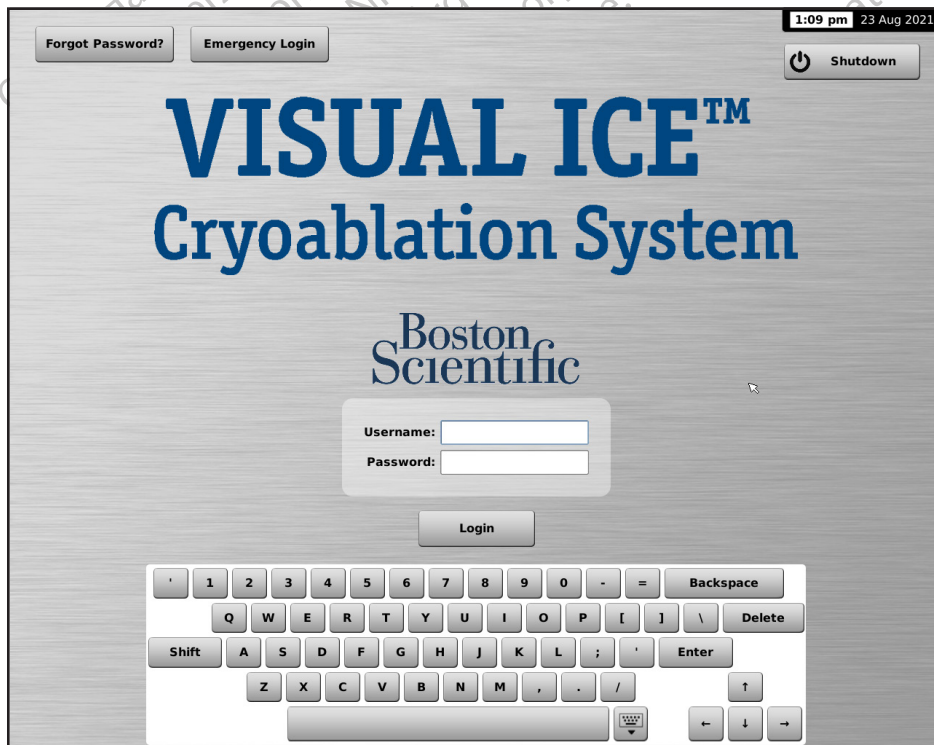 1:09 pm 23 Aug 2021
Forgot Password? Emergency Login
Shutdown
VISUAL ICE™
Cryoablation System
Boston
Scientific
Username:
Password:
Login
' 1 2 3 4 5 6 7 8 9 0 - = Backspace
Q W E R T Y U I O P [ ] \ Delete
Shift A S D F G H J K L ; ' Enter
Z X C V B N M , . / ↑
← ↓ →